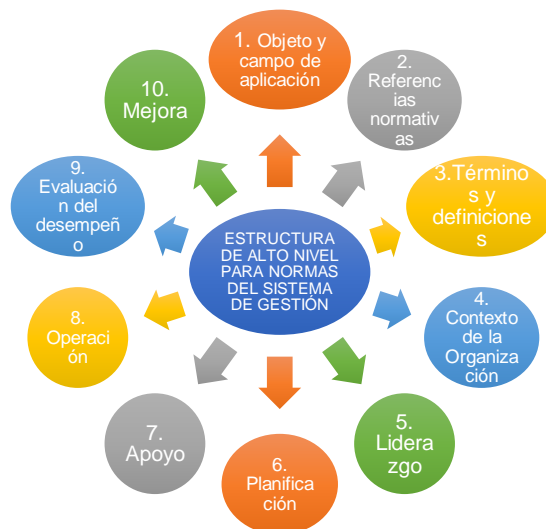 1. Objeto y
campo de
aplicación
2.
Referenc
ias
normativ
as
3.Término
s y
definicione
s
4.
Contexto
de la
Organiza
ción
5.
Lidera
zgo
6.
Planific
ación
7.
Apoyo
8.
Operaci
ón
9.
Evaluació
n del
desempeñ
o
10.
Mejora
ESTRUCTURA
DE ALTO NIVEL
PARA NORMAS
DEL SISTEMA
DE GESTIÓN